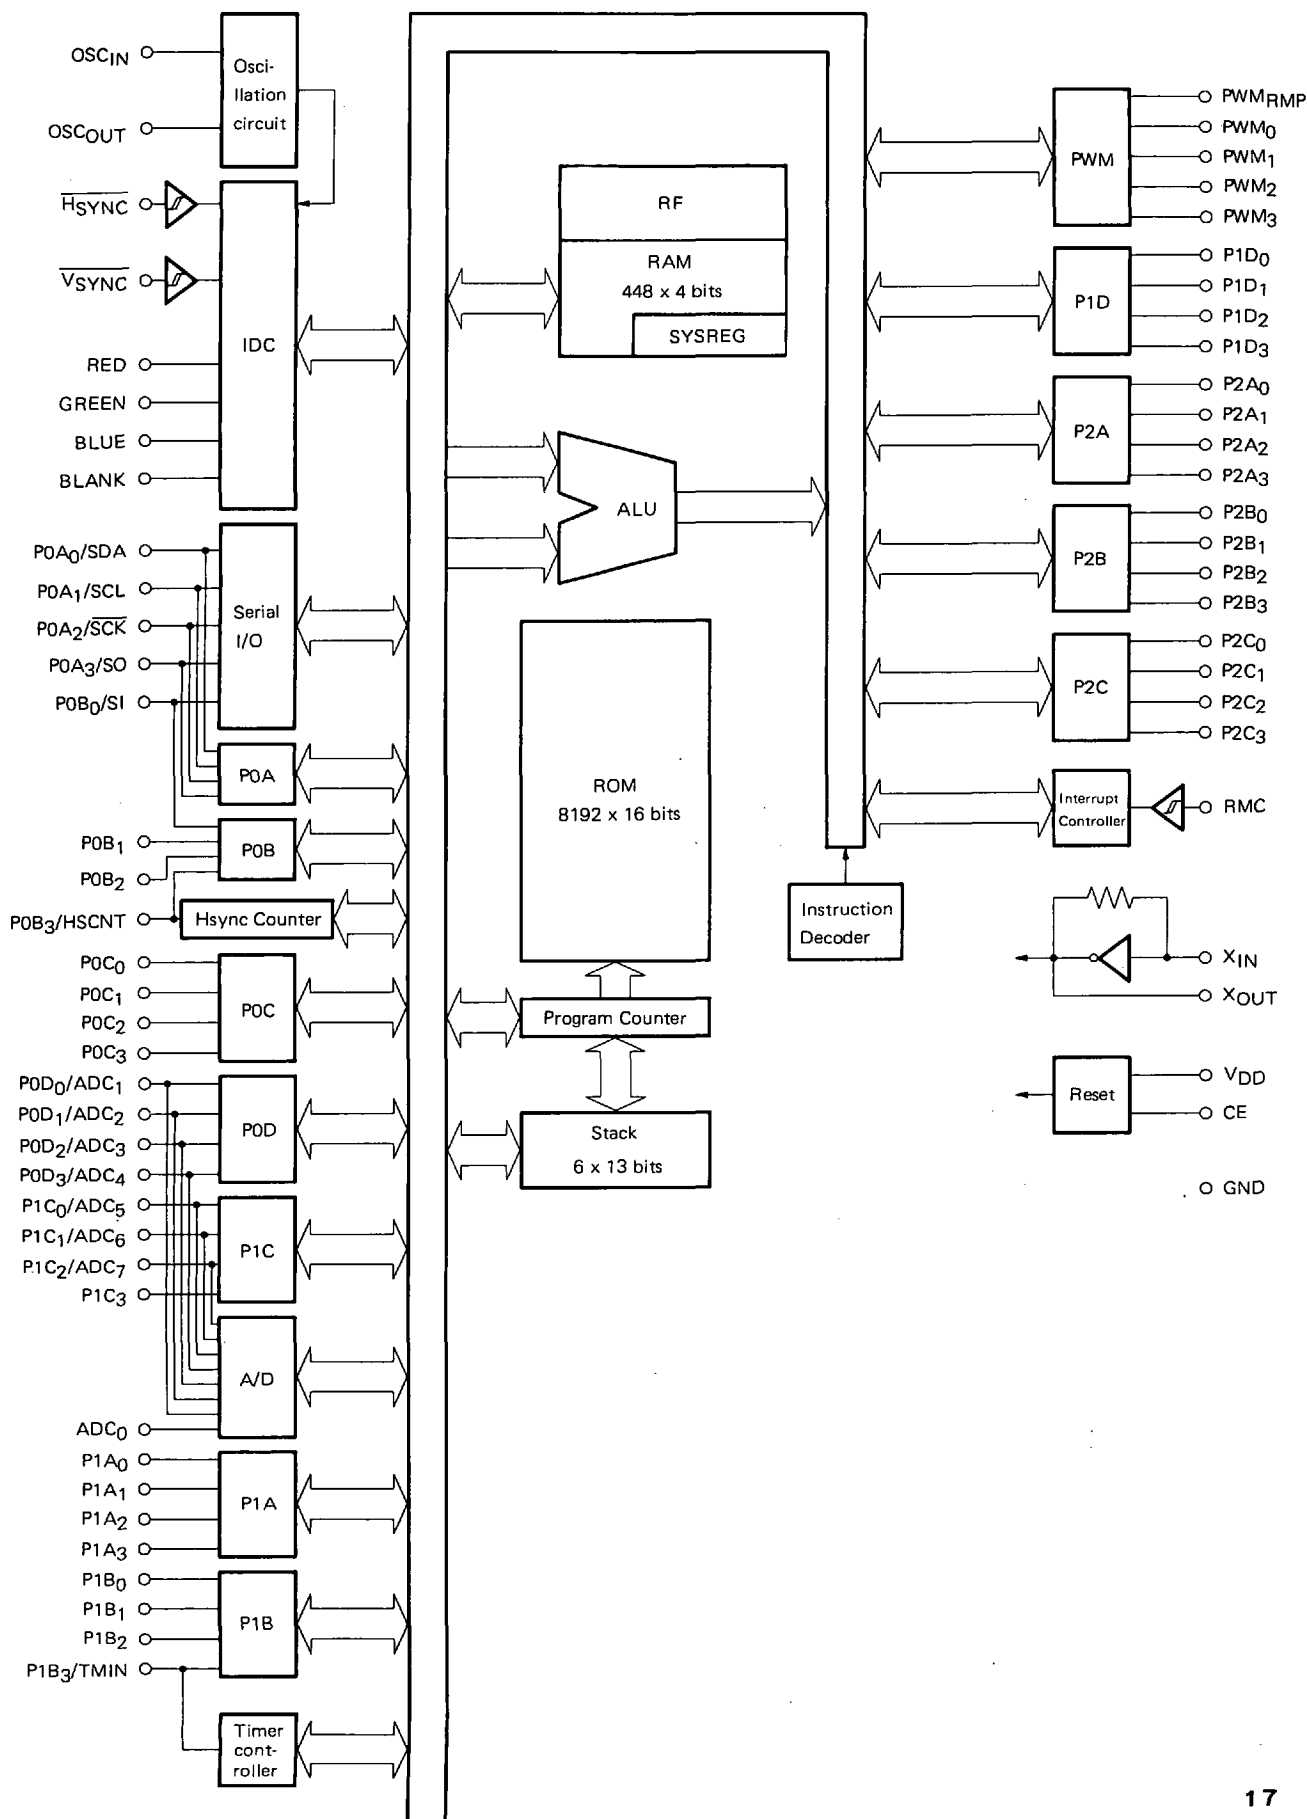 OSCIN
OSCOUT
Osci-
llation
circuit
HSYNC
VSYNC
RED
GREEN
BLUE
BLANK
IDC
P0A0/SDA
P0A1/SCL
P0A2/SCK
P0A3/SO
P0B0/SI
Serial
I/O
P0A
P0B1
P0B2
P0B
P0B3/HSCNT
Hsync Counter
P0C0
P0C1
P0C2
P0C3
P0C
P0D0/ADC1
P0D1/ADC2
P0D2/ADC3
P0D3/ADC4
P0D
P1C0/ADC5
P1C1/ADC6
P1C2/ADC7
P1C3
P1C
A/D
ADC0
P1A0
P1A1
P1A2
P1A3
P1A
P1B0
P1B1
P1B2
P1B3/TMIN
P1B
Timer
cont-
roller
RF
RAM
448 x 4 bits
SYSREG
ALU
ROM
8192 x 16 bits
Program Counter
Stack
6 x 13 bits
Instruction
Decoder
PWM
PWMRMP
PWM0
PWM1
PWM2
PWM3
P1D
P1D0
P1D1
P1D2
P1D3
P2A
P2A0
P2A1
P2A2
P2A3
P2B
P2B0
P2B1
P2B2
P2B3
P2C
P2C0
P2C1
P2C2
P2C3
Interrupt
Controller
RMC
XIN
XOUT
Reset
VDD
CE
GND
17